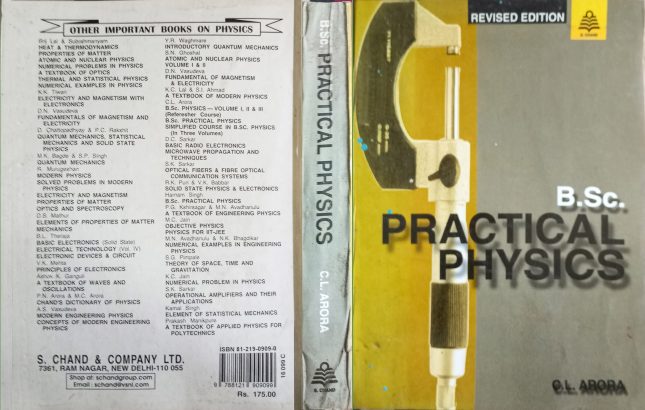 OTHER IMPORTANT BOOKS ON PHYSICS
Brij Lal & Subrahmanyam
HEAT & THERMODYNAMICS
PROPERTIES OF MATTER
ATOMIC AND NUCLEAR PHYSICS
NUMERICAL PROBLEMS IN PHYSICS
A TEXTBOOK OF OPTICS
THERMAL AND STATISTICAL PHYSICS
NUMERICAL EXAMPLES IN PHYSICS
K.K. Tiwari
ELECTRICITY AND MAGNETISM WITH
ELECTRONICS
D.N. Vasudeva
FUNDAMENTALS OF MAGNETISM AND
ELECTRICITY
D. Chattopadhyay & P.C. Rakshit
QUANTUM MECHANICS, STATISTICAL
MECHANICS AND SOLID STATE
PHYSICS
M.K. Bagde & S.P. Singh
QUANTUM MECHANICS
R. Murugeshan
MODERN PHYSICS
SOLVED PROBLEMS IN MODERN
PHYSICS
ELECTRICITY AND MAGNETISM
PROPERTIES OF MATTER
OPTICS AND SPECTROSCOPY
D.S. Mathur
ELEMENTS OF PROPERTIES OF MATTER
MECHANICS
B.L. Theraja
BASIC ELECTRONICS (Solid State)
ELECTRICAL TECHNOLOGY (Vol. IV)
ELECTRONIC DEVICES & CIRCUIT
V.K. Mehta
PRINCIPLES OF ELECTRONICS
Ashok K. Ganguli
A TEXTBOOK OF WAVES AND
OSCILLATIONS
P.N. Arora & M.C. Arora
CHAND'S DICTIONARY OF PHYSICS
A.S. Vasudeva
MODERN ENGINEERING PHYSICS
CONCEPTS OF MODERN ENGINEERING
PHYSICS
Y.R. Waghmare
INTRODUCTORY QUANTUM MECHANICS
S.N. Ghoshal
ATOMIC AND NUCLEAR PHYSICS
VOLUME I & II
D.N. Vasudeva
FUNDAMENTAL OF MAGNETISM
& ELECTRICITY
K.C. Lal & S.I. Ahmad
A TEXTBOOK OF MODERN PHYSICS
C.L. Arora
B.Sc. PHYSICS—VOLUME I, II & III
(Referesher Course)
B.Sc. PRACTICAL PHYSICS
SIMPLIFIED COURSE IN B.SC. PHYSICS
(In Three Volumes)
D.C. Sarkar
BASIC RADIO ELECTRONICS
MICROWAVE PROPAGATION AND
TECHNIQUES
S.K. Sarkar
OPTICAL FIBERS & FIBRE OPTICAL
COMMUNICATION SYSTEMS
R.K. Puri & V.K. Babbar
SOLID STATE PHYSICS & ELECTRONICS
Harnam Singh
B.Sc. PRACTICAL PHYSICS
P.G. Kshirsagar & M.N. Avadhanulu
A TEXTBOOK OF ENGINEERING PHYSICS
M.C. Jain
OBJECTIVE PHYSICS
PHYSICS FOR IIT-JEE
M.N. Avadhanulu & N.K. Bhagdikar
NUMERICAL EXAMPLES IN ENGINEERING
PHYSICS
S.G. Pimpale
THEORY OF SPACE, TIME AND
GRAVITATION
K.C. Jain
NUMERICAL PROBLEM IN PHYSICS
S.K. Sarkar
OPERATIONAL AMPLIFIERS AND THEIR
APPLICATIONS
Kamal Singh
ELEMENT OF STATISTICAL MECHANICS
Prakash Manikpure
A TEXTBOOK OF APPLIED PHYSICS FOR
POLYTECHNICS
S. CHAND & COMPANY LTD.
7361, RAM NAGAR, NEW DELHI-110 055
Shop at: schandgroup.com
Email : schand@vsnl.com
ISBN 81-219-0909-0
9 788121 909099
16 099 C
Rs. 175.00
B.Sc. PRACTICAL PHYSICS
C.L. ARORA
S. CHAND
REVISED EDITION
S. CHAND
B.Sc.
PRACTICAL
PHYSICS
C.L. ARORA